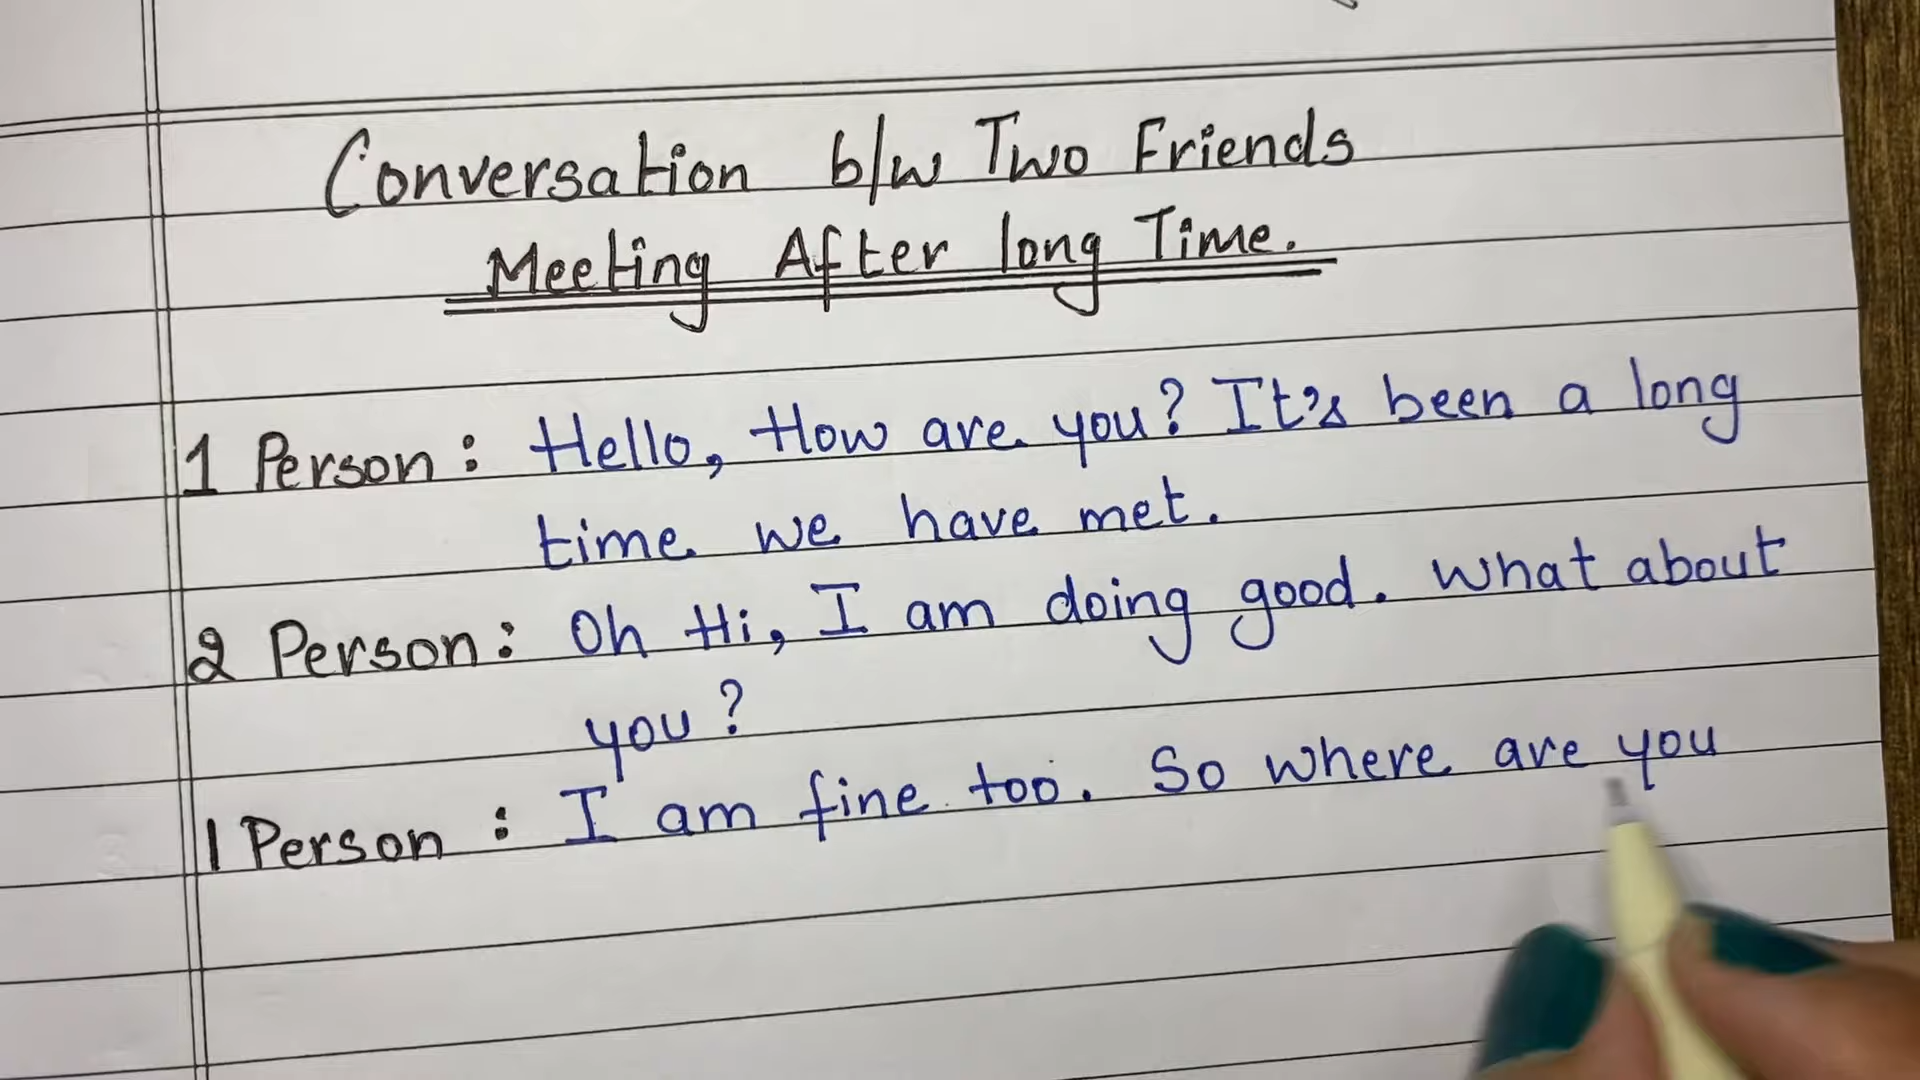 Conversation b/w Two Friends
Meeting After long Time.
1 Person : Hello, How are you? It's been a long
time we have met.
2 Person : Oh Hi, I am doing good. What about
you ?
1 Person : I am fine too. So where are you